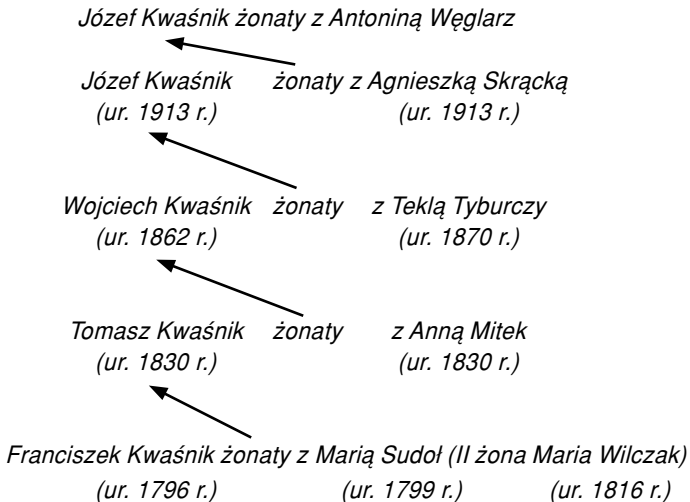 Józef Kwaśnik żonaty z Antoniną Węglarz
Józef Kwaśnik żonaty z Agnieszką Skrącką
(ur. 1913 r.) (ur. 1913 r.)
Wojciech Kwaśnik żonaty z Teklą Tyburczy
(ur. 1862 r.) (ur. 1870 r.)
Tomasz Kwaśnik żonaty z Anną Mitek
(ur. 1830 r.) (ur. 1830 r.)
Franciszek Kwaśnik żonaty z Marią Sudoł (II żona Maria Wilczak)
(ur. 1796 r.) (ur. 1799 r.) (ur. 1816 r.)